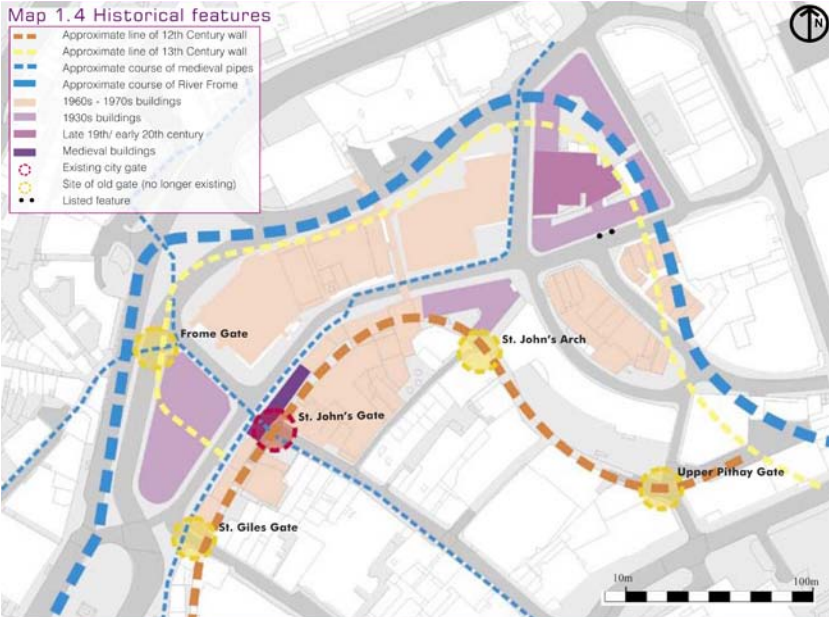 Map 1.4 Historical features
N
Approximate line of 12th Century wall
Approximate line of 13th Century wall
Approximate course of medieval pipes
Approximate course of River Frome
1960s - 1970s buildings
1930s buildings
Late 19th/ early 20th century
Medieval buildings
Existing city gate
Site of old gate (no longer existing)
Listed feature
Frome Gate
St. John's Arch
St. John's Gate
Upper Pithay Gate
St. Giles Gate
10m 100m